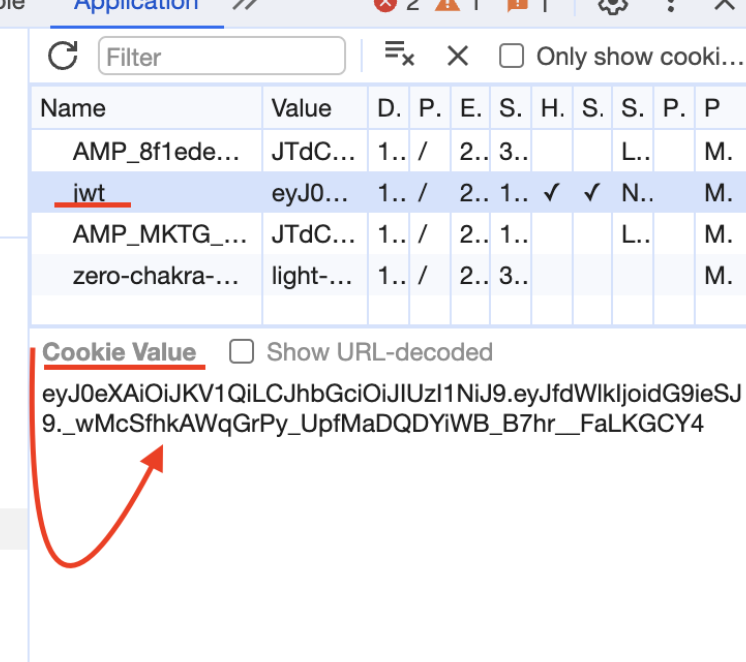 Application 2 1 1
Filter Only show cooki...
Name Value D. P. E. S. H. S. S. P. P
AMP_8f1ede... JTdC... 1.. / 2.. 3.. L.. M.
jwt eyJ0... 1.. / 2.. 1.. ✓ ✓ N.. M.
AMP_MKTG_... JTdC... 1.. / 2.. 1.. L.. M.
zero-chakra-... light-... 1.. / 2.. 3.. M.
Cookie Value Show URL-decoded
eyJ0eXAiOiJKV1QiLCJhbGciOiJIUzI1NiJ9.eyJfdWlkIjoidG9ieSJ
9._wMcSfhkAWqGrPy_UpfMaDQDYiWB_B7hr__FaLKGCY4